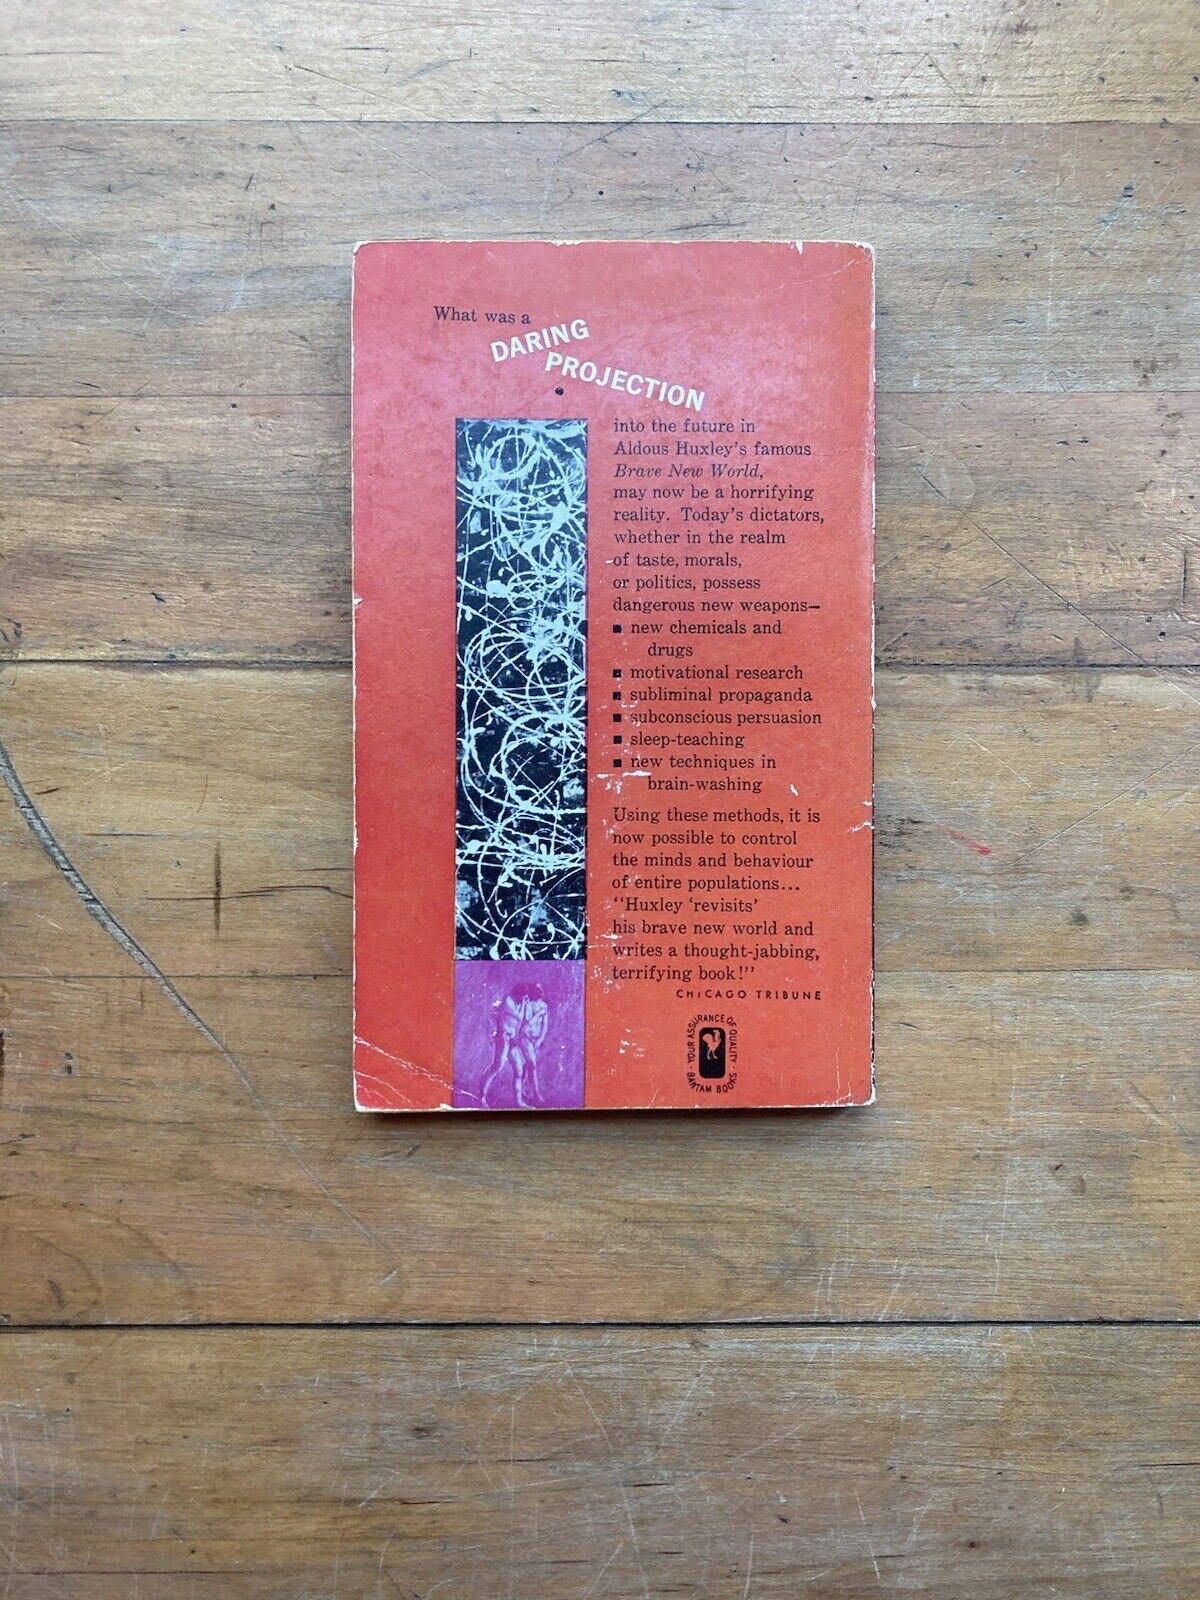 What was a
DARING
PROJECTION
into the future in
Aldous Huxley's famous
Brave New World,
may now be a horrifying
reality. Today's dictators,
whether in the realm
of taste, morals,
or politics, possess
dangerous new weapons—
■ new chemicals and
drugs
■ motivational research
■ subliminal propaganda
■ subconscious persuasion
■ sleep-teaching
■ new techniques in
brain-washing
Using these methods, it is
now possible to control
the minds and behaviour
of entire populations...
"Huxley 'revisits'
his brave new world and
writes a thought-jabbing,
terrifying book!"
CHICAGO TRIBUNE
YOUR ASSURANCE OF QUALITY
BANTAM BOOKS